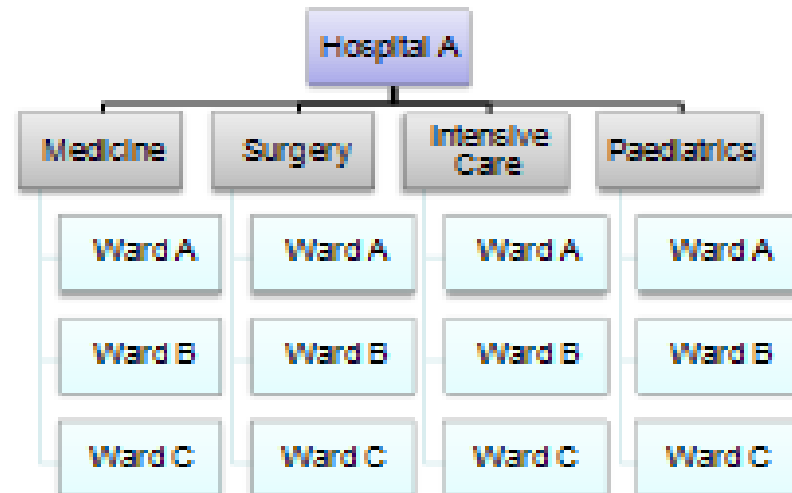 Hospital A
Medicine
Surgery
Intensive
Care
Paediatrics
Ward A
Ward A
Ward A
Ward A
Ward B
Ward B
Ward B
Ward B
Ward C
Ward C
Ward C
Ward C